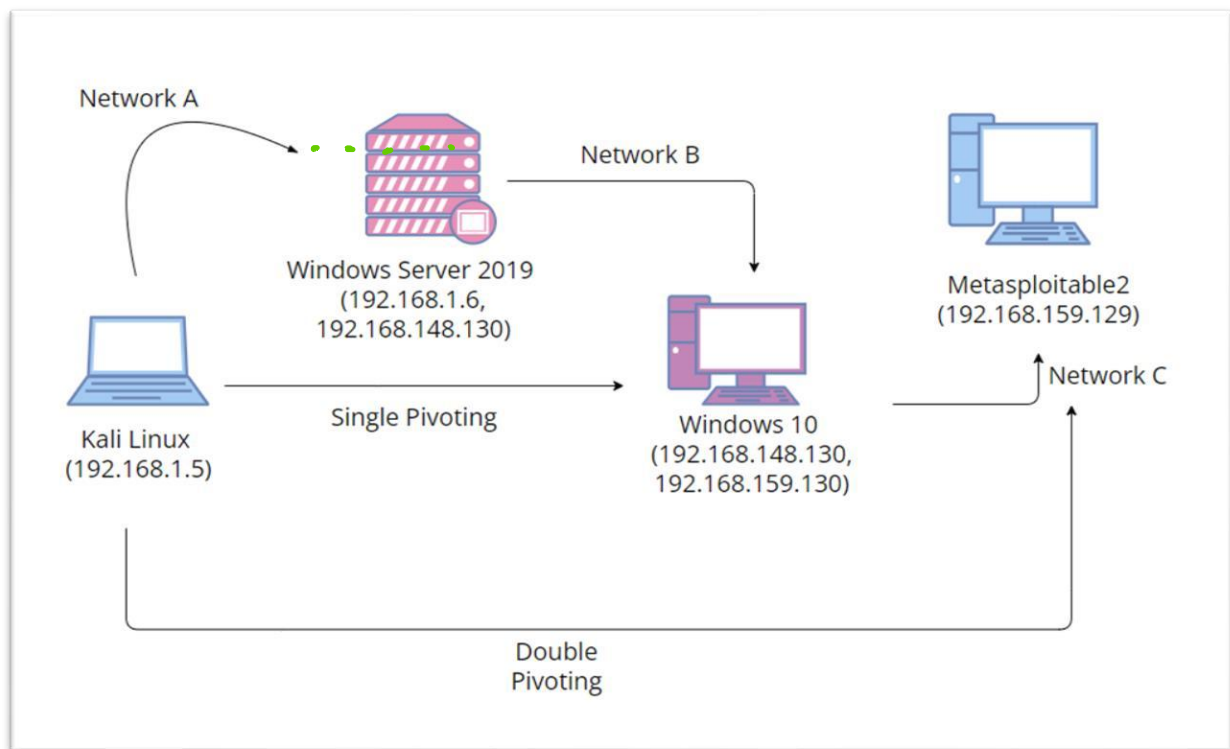 Network A
Network B
Windows Server 2019
(192.168.1.6,
192.168.148.130)
Metasploitable2
(192.168.159.129)
Network C
Single Pivoting
Kali Linux
(192.168.1.5)
Windows 10
(192.168.148.130,
192.168.159.130)
Double
Pivoting